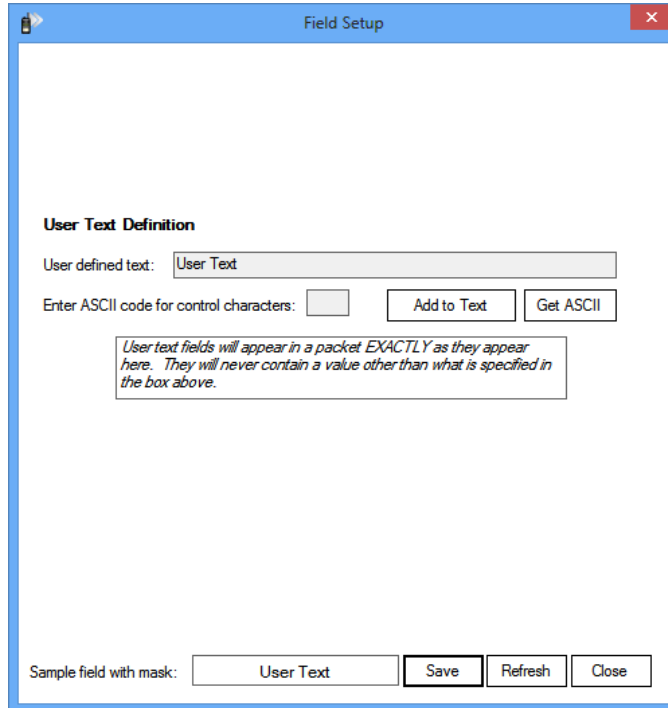 Field Setup
User Text Definition
User defined text: User Text
Enter ASCII code for control characters: Add to Text Get ASCII
User text fields will appear in a packet EXACTLY as they appear
here. They will never contain a value other than what is specified in
the box above.
Sample field with mask: User Text Save Refresh Close